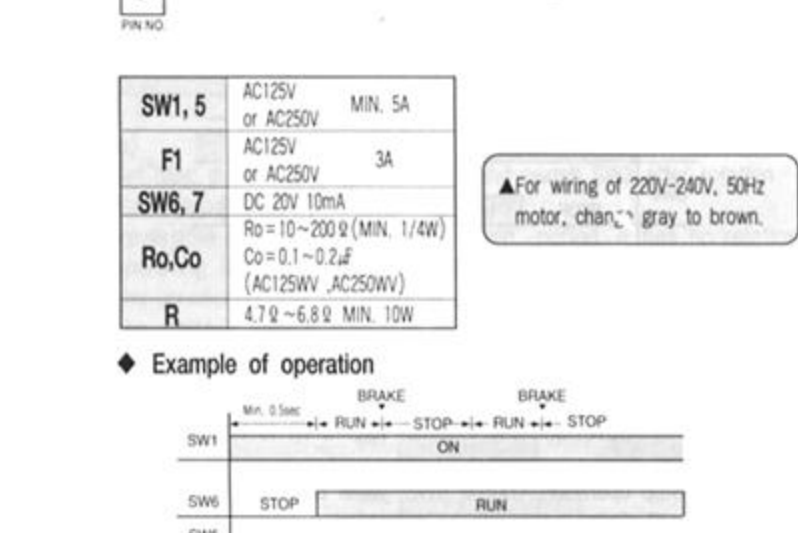 PIN NO.
SW1, 5 AC125V or AC250V MIN. 5A
F1 AC125V or AC250V 3A
SW6, 7 DC 20V 10mA
Ro,Co Ro=10~200Ω(MIN. 1/4W)
Co=0.1~0.2㎌
(AC125WV ,AC250WV)
R 4.7Ω~6.8Ω MIN. 10W
▲For wiring of 220V-240V, 50Hz
motor, gray to brown.
◆ Example of operation
BRAKE BRAKE
Min. 0.5sec RUN STOP RUN STOP
SW1 ON
SW6 STOP RUN